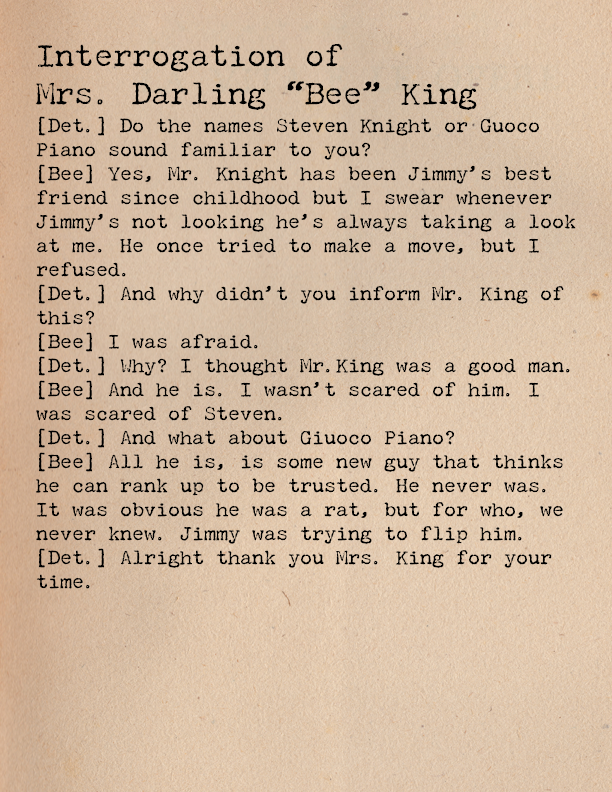 Interrogation of
Mrs. Darling “Bee” King
[Det.] Do the names Steven Knight or Guoco
Piano sound familiar to you?
[Bee] Yes, Mr. Knight has been Jimmy’s best
friend since childhood but I swear whenever
Jimmy’s not looking he’s always taking a look
at me. He once tried to make a move, but I
refused.
[Det.] And why didn’t you inform Mr. King of
this?
[Bee] I was afraid.
[Det.] Why? I thought Mr.King was a good man.
[Bee] And he is. I wasn’t scared of him. I
was scared of Steven.
[Det.] And what about Giuoco Piano?
[Bee] All he is, is some new guy that thinks
he can rank up to be trusted. He never was.
It was obvious he was a rat, but for who, we
never knew. Jimmy was trying to flip him.
[Det.] Alright thank you Mrs. King for your
time.